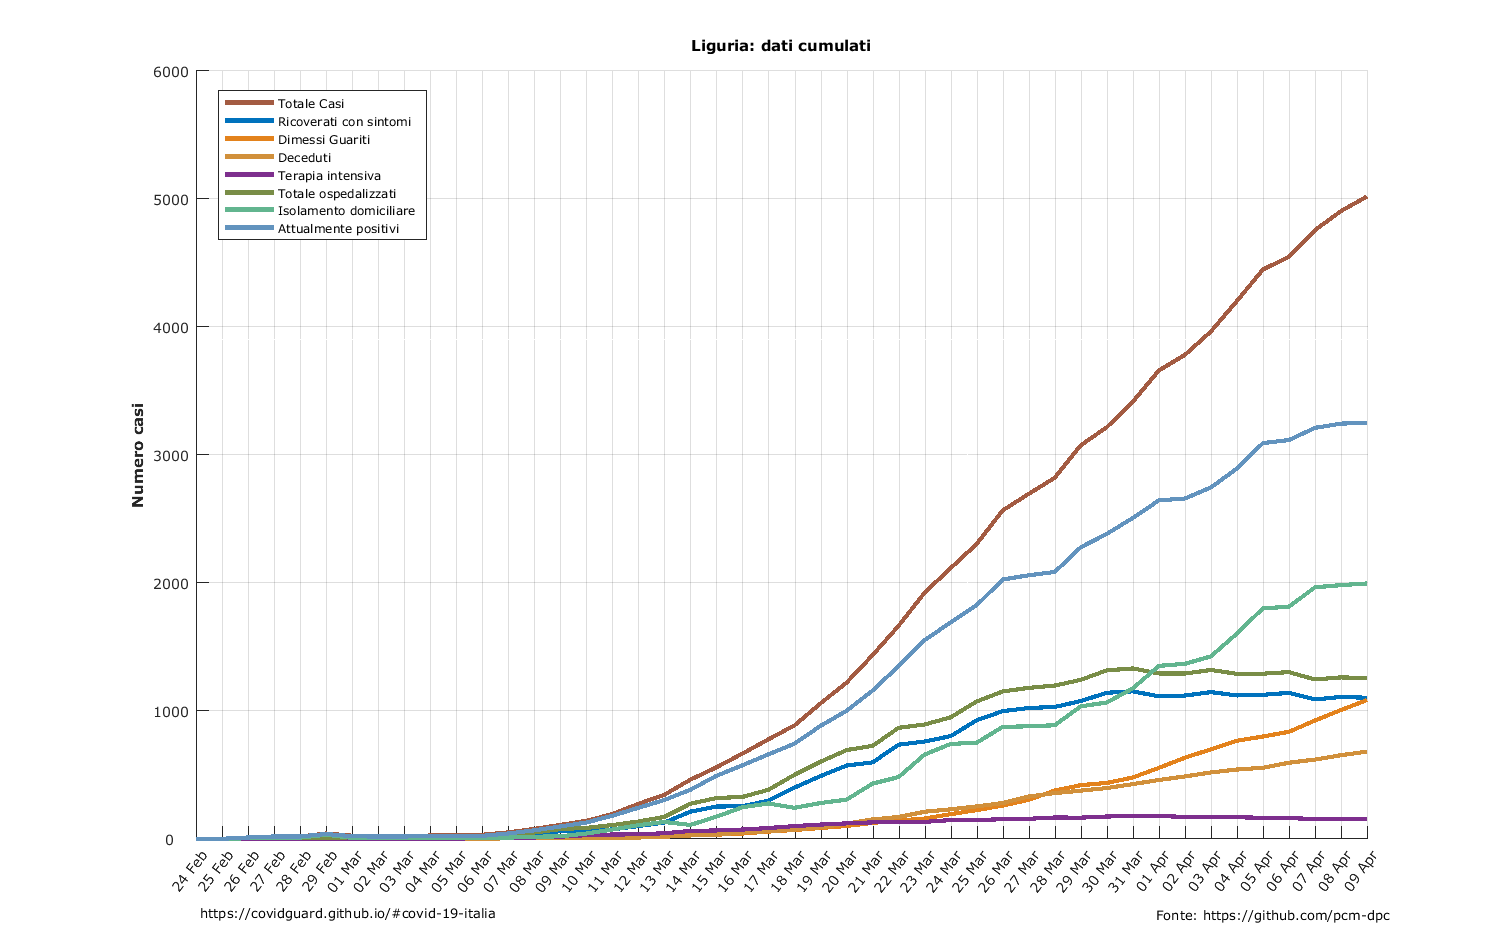 Liguria: dati cumulati
6000
5000
4000
3000
2000
1000
0
Numero casi
Totale Casi
Ricoverati con sintomi
Dimessi Guariti
Deceduti
Terapia intensiva
Totale ospedalizzati
Isolamento domiciliare
Attualmente positivi
24 Feb
25 Feb
26 Feb
27 Feb
28 Feb
29 Feb
01 Mar
02 Mar
03 Mar
04 Mar
05 Mar
06 Mar
07 Mar
08 Mar
09 Mar
10 Mar
11 Mar
12 Mar
13 Mar
14 Mar
15 Mar
16 Mar
17 Mar
18 Mar
19 Mar
20 Mar
21 Mar
22 Mar
23 Mar
24 Mar
25 Mar
26 Mar
27 Mar
28 Mar
29 Mar
30 Mar
31 Mar
01 Apr
02 Apr
03 Apr
04 Apr
05 Apr
06 Apr
07 Apr
08 Apr
09 Apr
https://covidguard.github.io/#covid-19-italia
Fonte: https://github.com/pcm-dpc